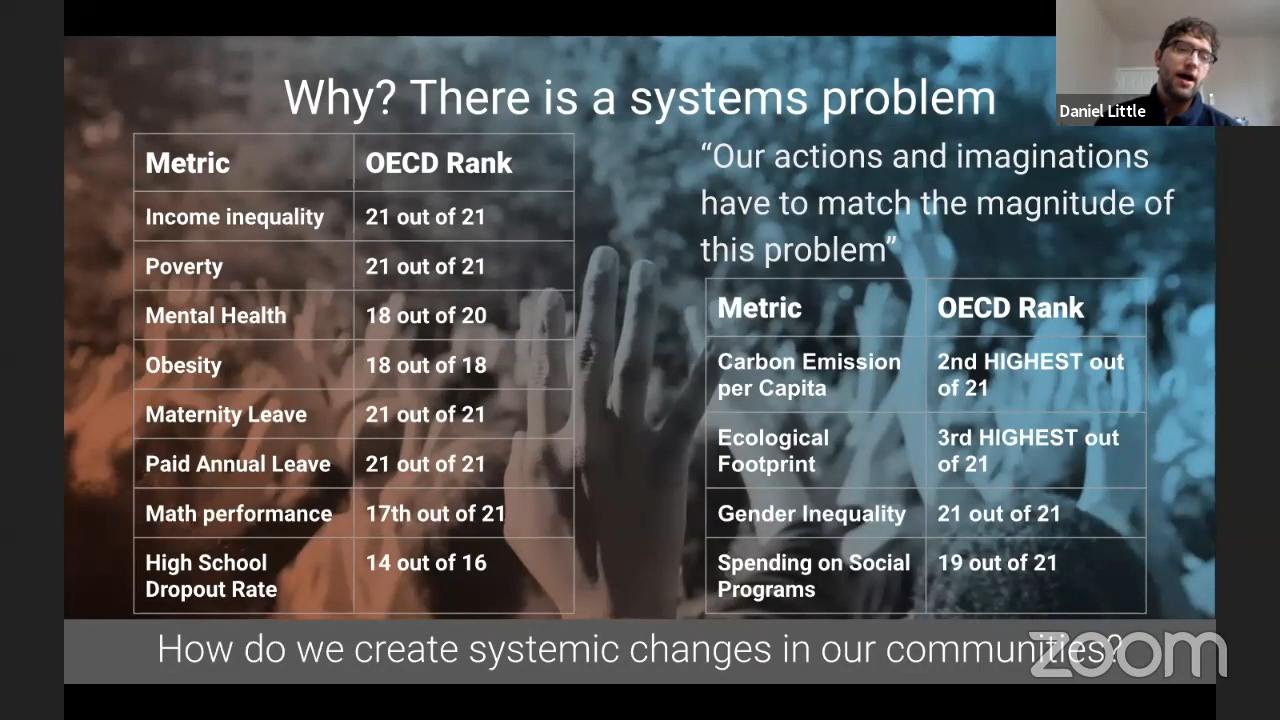 Why? There is a systems problem
Daniel Little
Metric OECD Rank
Income inequality 21 out of 21
Poverty 21 out of 21
Mental Health 18 out of 20
Obesity 18 out of 18
Maternity Leave 21 out of 21
Paid Annual Leave 21 out of 21
Math performance 17th out of 21
High School 14 out of 16
Dropout Rate
“Our actions and imaginations
have to match the magnitude of
this problem”
Metric OECD Rank
Carbon Emission 2nd HIGHEST out
per Capita of 21
Ecological 3rd HIGHEST out
Footprint of 21
Gender Inequality 21 out of 21
Spending on Social 19 out of 21
Programs
How do we create systemic changes in our communities?
zoom